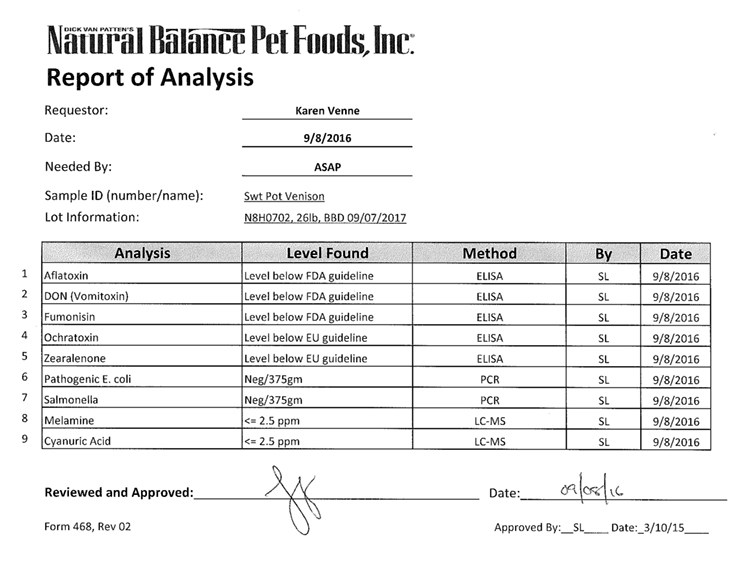 DICK VAN PATTEN'S
Natural Balance Pet Foods, Inc.®
Report of Analysis
Requestor: Karen Venne
Date: 9/8/2016
Needed By: ASAP
Sample ID (number/name): Swt Pot Venison
Lot Information: N8H0702, 26lb, BBD 09/07/2017
Analysis Level Found Method By Date
1 Aflatoxin Level below FDA guideline ELISA SL 9/8/2016
2 DON (Vomitoxin) Level below FDA guideline ELISA SL 9/8/2016
3 Fumonisin Level below FDA guideline ELISA SL 9/8/2016
4 Ochratoxin Level below EU guideline ELISA SL 9/8/2016
5 Zearalenone Level below EU guideline ELISA SL 9/8/2016
6 Pathogenic E. coli Neg/375gm PCR SL 9/8/2016
7 Salmonella Neg/375gm PCR SL 9/8/2016
8 Melamine <= 2.5 ppm LC-MS SL 9/8/2016
9 Cyanuric Acid <= 2.5 ppm LC-MS SL 9/8/2016
Reviewed and Approved: Date: 09/08/16
Form 468, Rev 02 Approved By:__SL____ Date:_3/10/15____